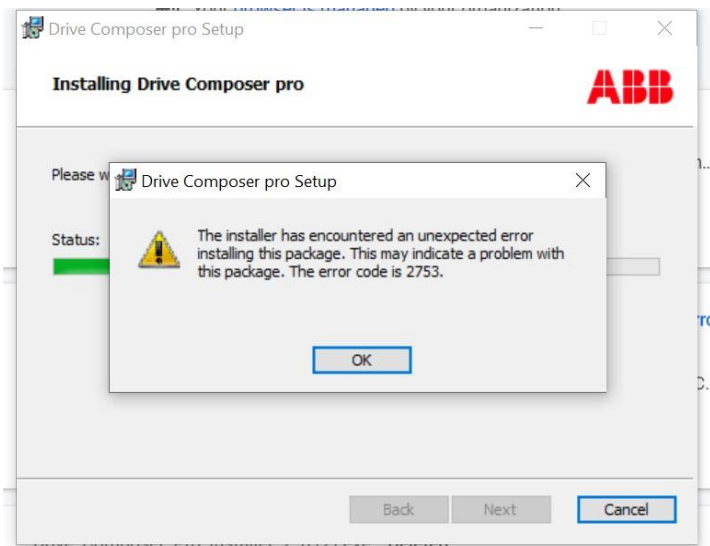 Drive Composer pro Setup
Installing Drive Composer pro
ABB
Please w
Drive Composer pro Setup
Status:
The installer has encountered an unexpected error
installing this package. This may indicate a problem with
this package. The error code is 2753.
OK
Back
Next
Cancel